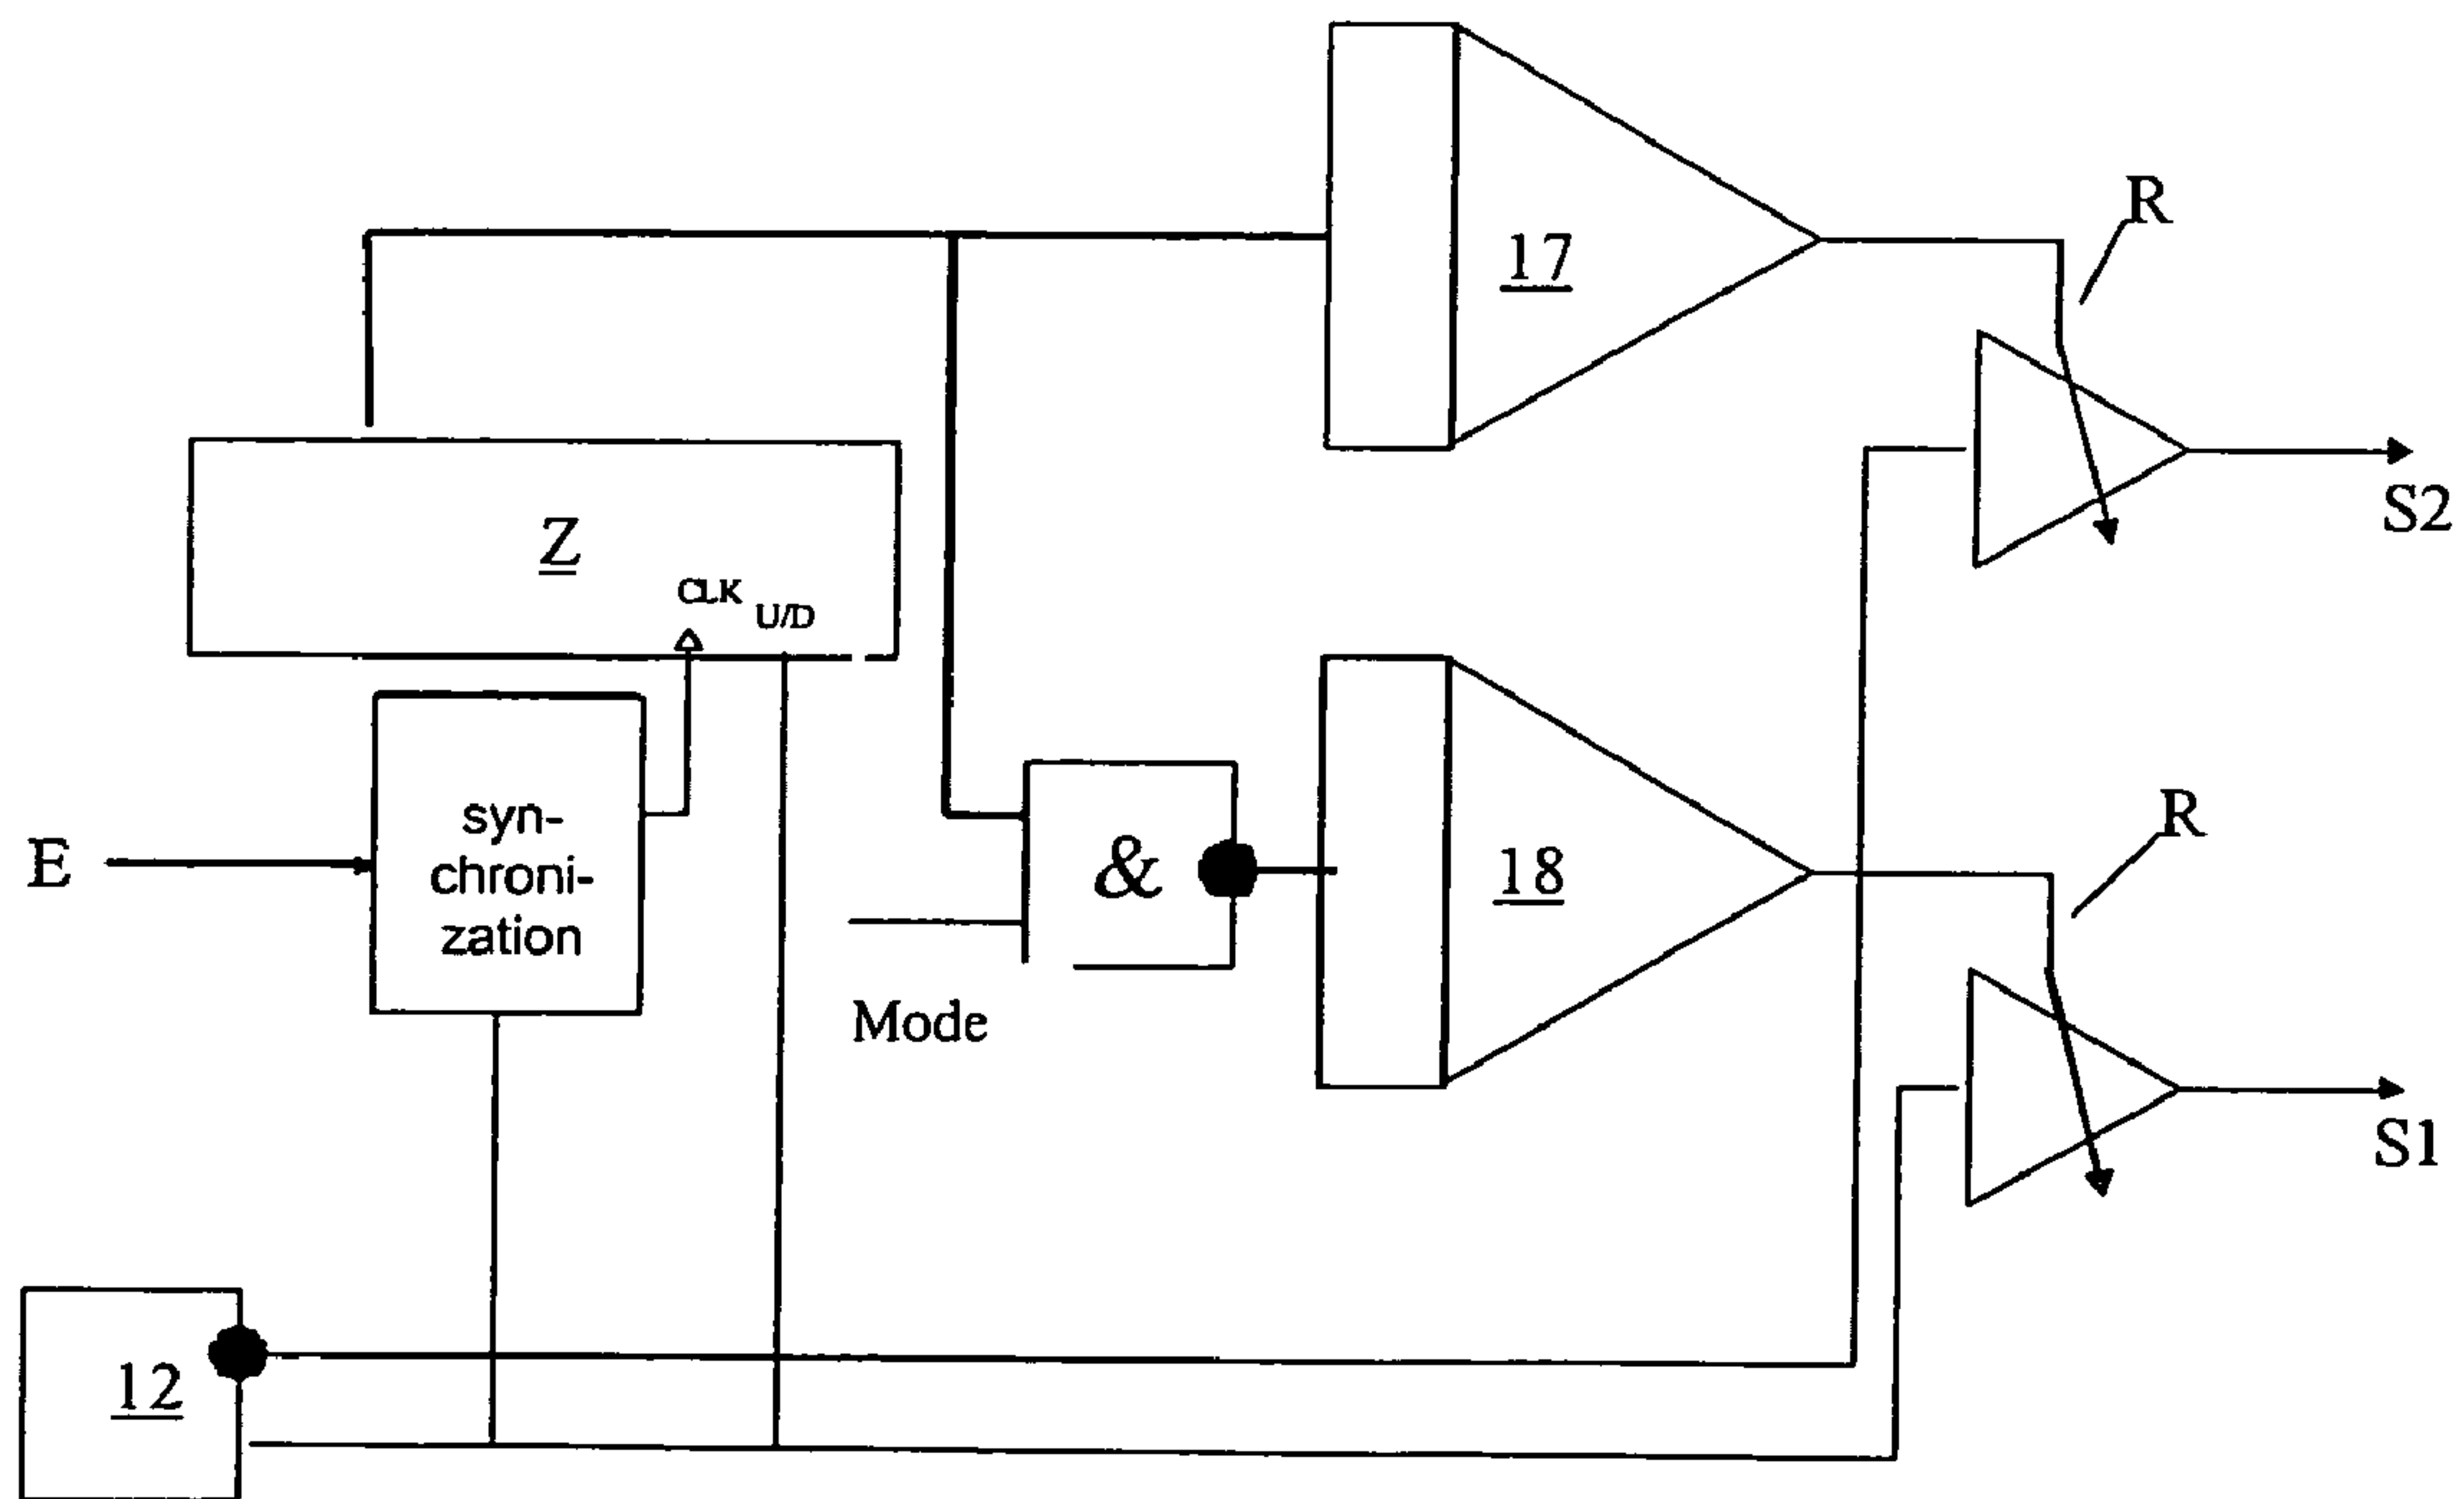 17
R
S2
Z
CLK
U/D
syn-
chroni-
zation
E
&
Mode
18
R
S1
12